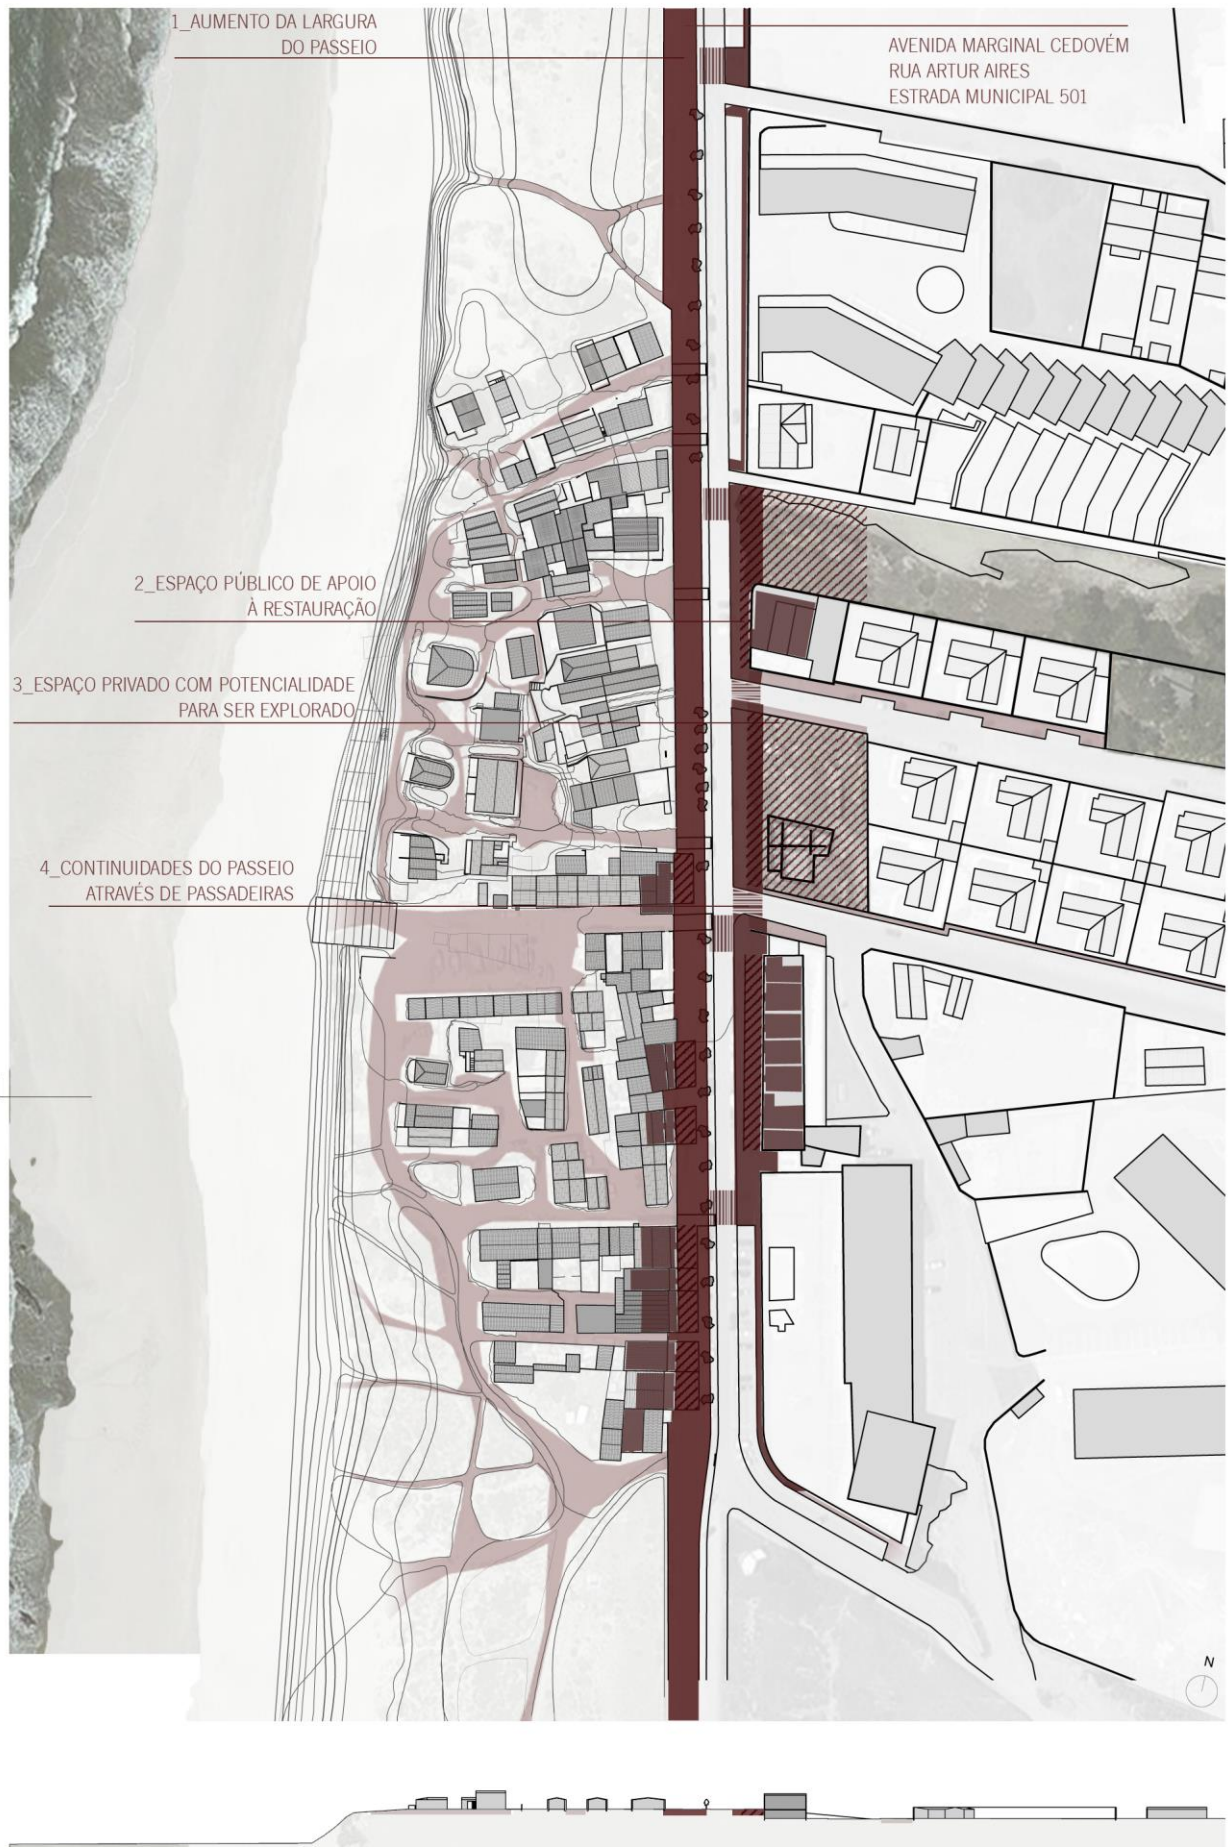 1_AUMENTO DA LARGURA
DO PASSEIO
AVENIDA MARGINAL CEDOVÉM
RUA ARTUR AIRES
ESTRADA MUNICIPAL 501
2_ESPAÇO PÚBLICO DE APOIO
À RESTAURAÇÃO
3_ESPAÇO PRIVADO COM POTENCIALIDADE
PARA SER EXPLORADO
4_CONTINUIDADES DO PASSEIO
ATRAVÉS DE PASSADEIRAS
N